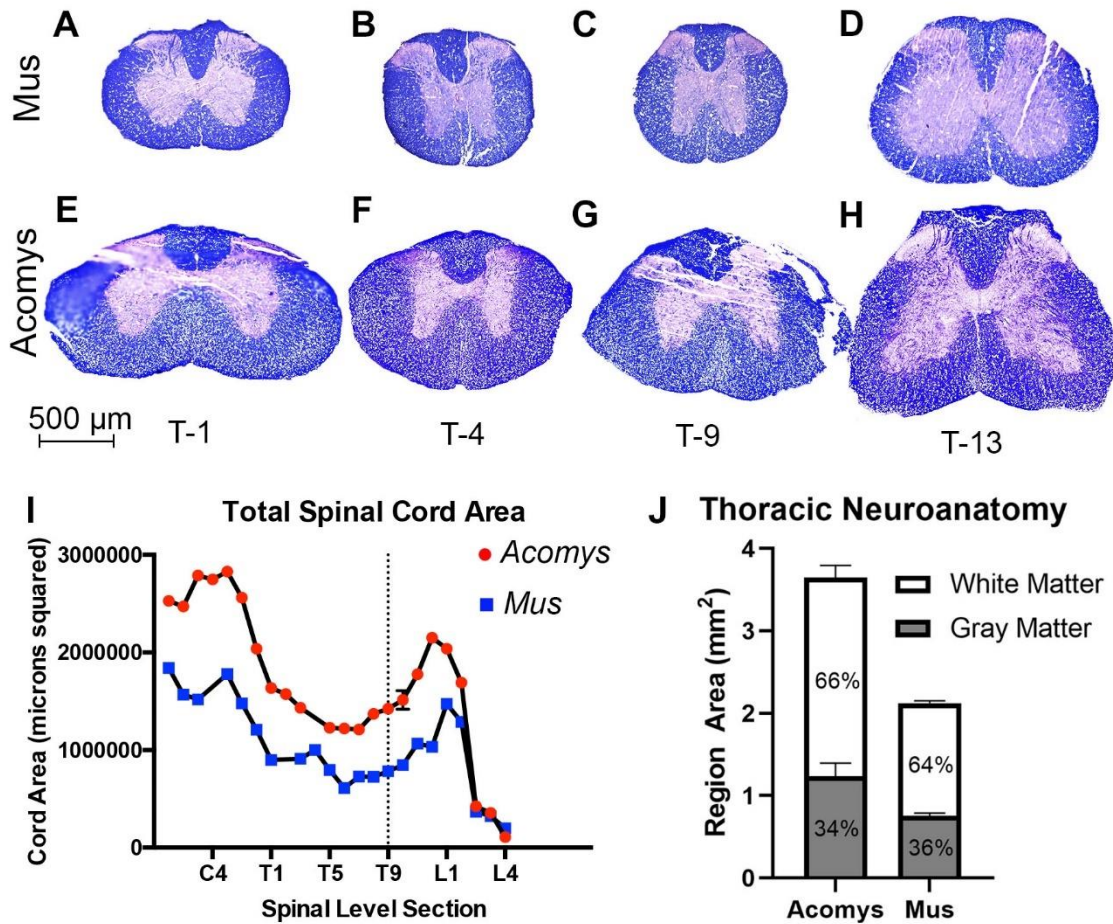 A B C D
Mus
E F G H
Acomys
500 µm
T-1 T-4 T-9 T-13
I
Total Spinal Cord Area
Acomys
Mus
Cord Area (microns squared)
3000000
2000000
1000000
0
C4 T1 T5 T9 L1 L4
Spinal Level Section
J Thoracic Neuroanatomy
White Matter
Gray Matter
Region Area (mm2)
4
3
2
1
0
66%
34%
64%
36%
Acomys Mus